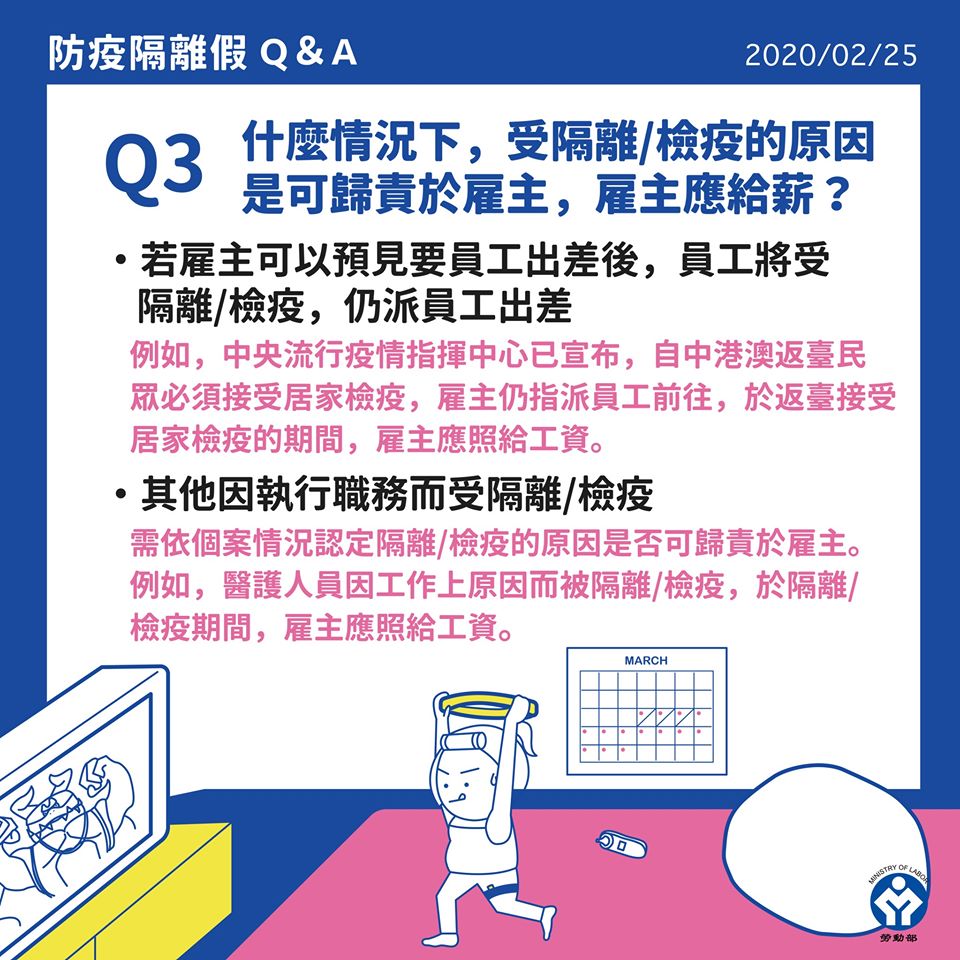 防疫隔離假 Q&A
2020/02/25
Q3
什麼情況下，受隔離/檢疫的原因
是可歸責於雇主，雇主應給薪？
・若雇主可以預見要員工出差後，員工將受
隔離/檢疫，仍派員工出差
例如，中央流行疫情指揮中心已宣布，自中港澳返臺民
眾必須接受居家檢疫，雇主仍指派員工前往，於返臺接受
居家檢疫的期間，雇主應照給工資。
・其他因執行職務而受隔離/檢疫
需依個案情況認定隔離/檢疫的原因是否可歸責於雇主。
例如，醫護人員因工作上原因而被隔離/檢疫，於隔離/
檢疫期間，雇主應照給工資。
MARCH
MINISTRY OF LABOR
勞動部